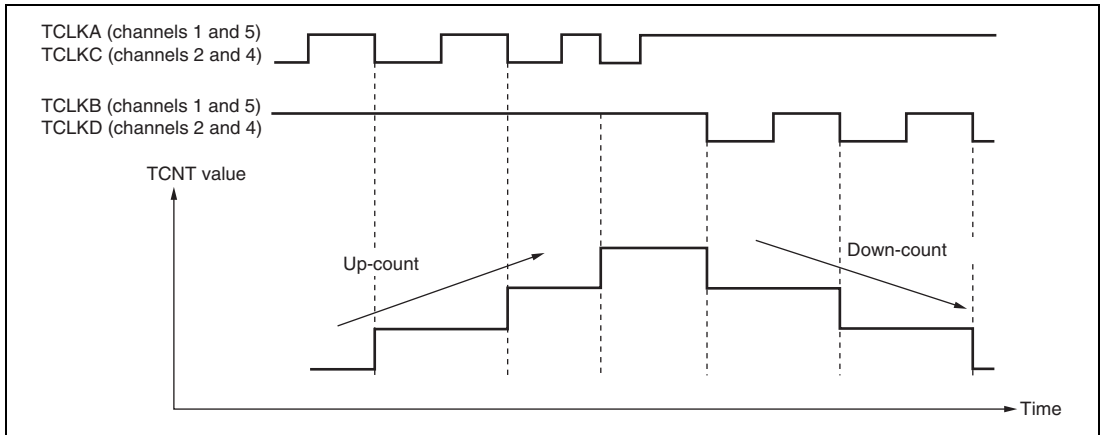 TCLKA (channels 1 and 5)
TCLKC (channels 2 and 4)
TCLKB (channels 1 and 5)
TCLKD (channels 2 and 4)
TCNT value
Up-count
Down-count
Time